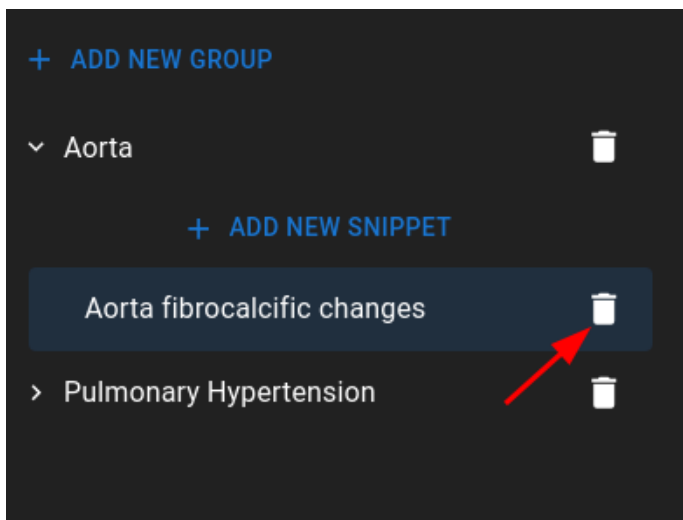 + ADD NEW GROUP
Aorta
+ ADD NEW SNIPPET
Aorta fibrocalcific changes
Pulmonary Hypertension